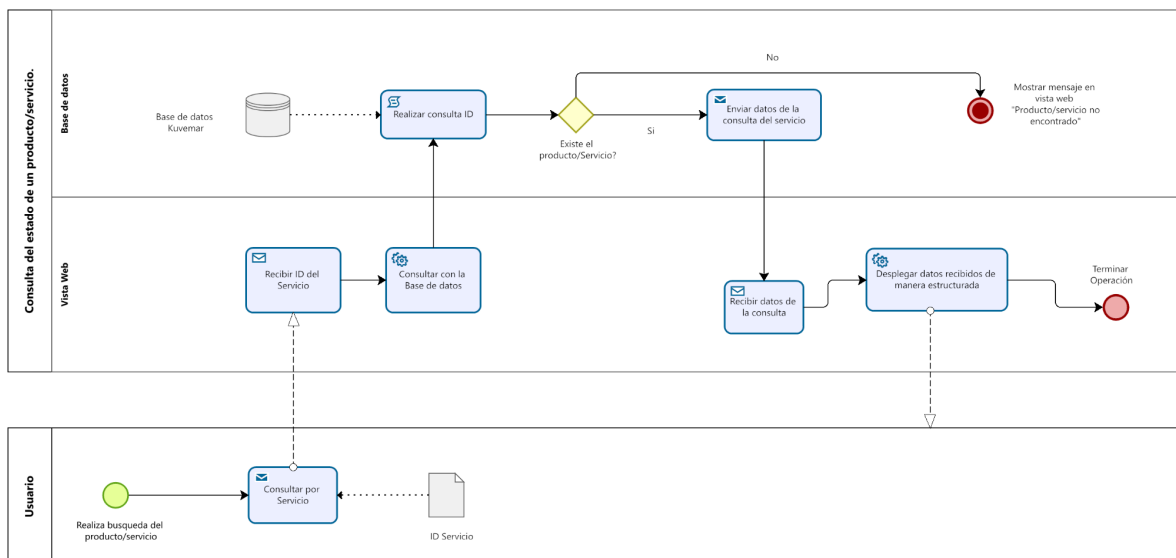 Consulta del estado de un producto/servicio.
Base de datos
Base de datos
Kuvemar
Realizar consulta ID
Existe el
producto/Servicio?
No
Si
Enviar datos de la
consulta del servicio
Mostrar mensaje en
vista web
"Producto/servicio no
encontrado"
Vista Web
Recibir ID del
Servicio
Consultar con la
Base de datos
Recibir datos de
la consulta
Desplegar datos recibidos de
manera estructurada
Terminar
Operación
Usuario
Realiza busqueda del
producto/servicio
Consultar por
Servicio
ID Servicio